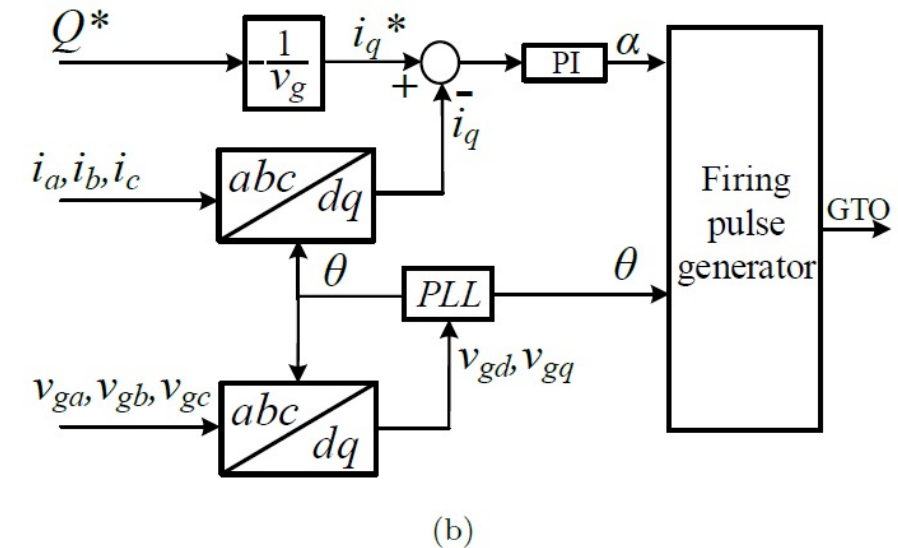 Q*
-1/v_g
i_q*
+
-
PI
α
i_q
i_a,i_b,i_c
abc
dq
Firing
pulse
generator
GTO
θ
PLL
θ
v_gd,v_gq
v_ga,v_gb,v_gc
abc
dq
(b)